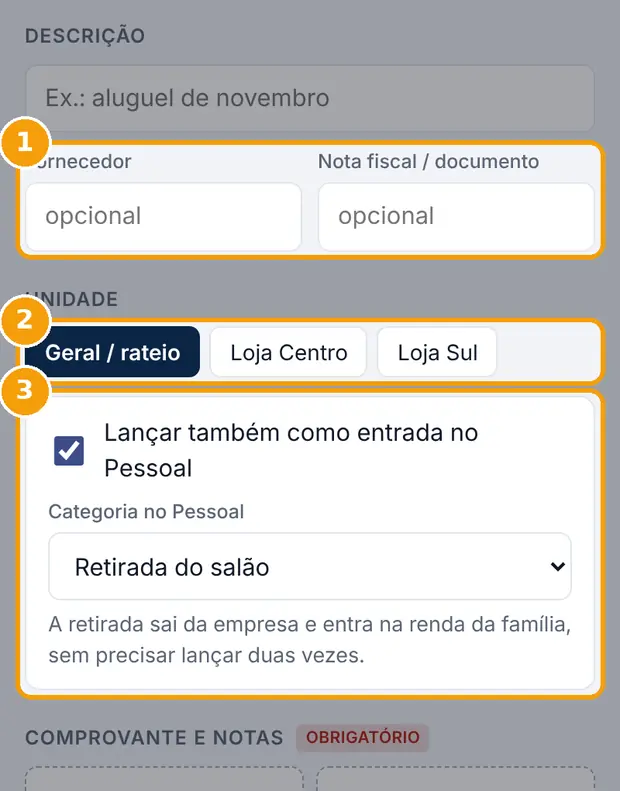 DESCRIÇÃO
Ex.: aluguel de novembro
1
Fornecedor
Nota fiscal / documento
opcional
opcional
UNIDADE
2
Geral / rateio
Loja Centro
Loja Sul
3
Lançar também como entrada no
Pessoal
Categoria no Pessoal
Retirada do salão
A retirada sai da empresa e entra na renda da família,
sem precisar lançar duas vezes.
COMPROVANTE E NOTAS
OBRIGATÓRIO